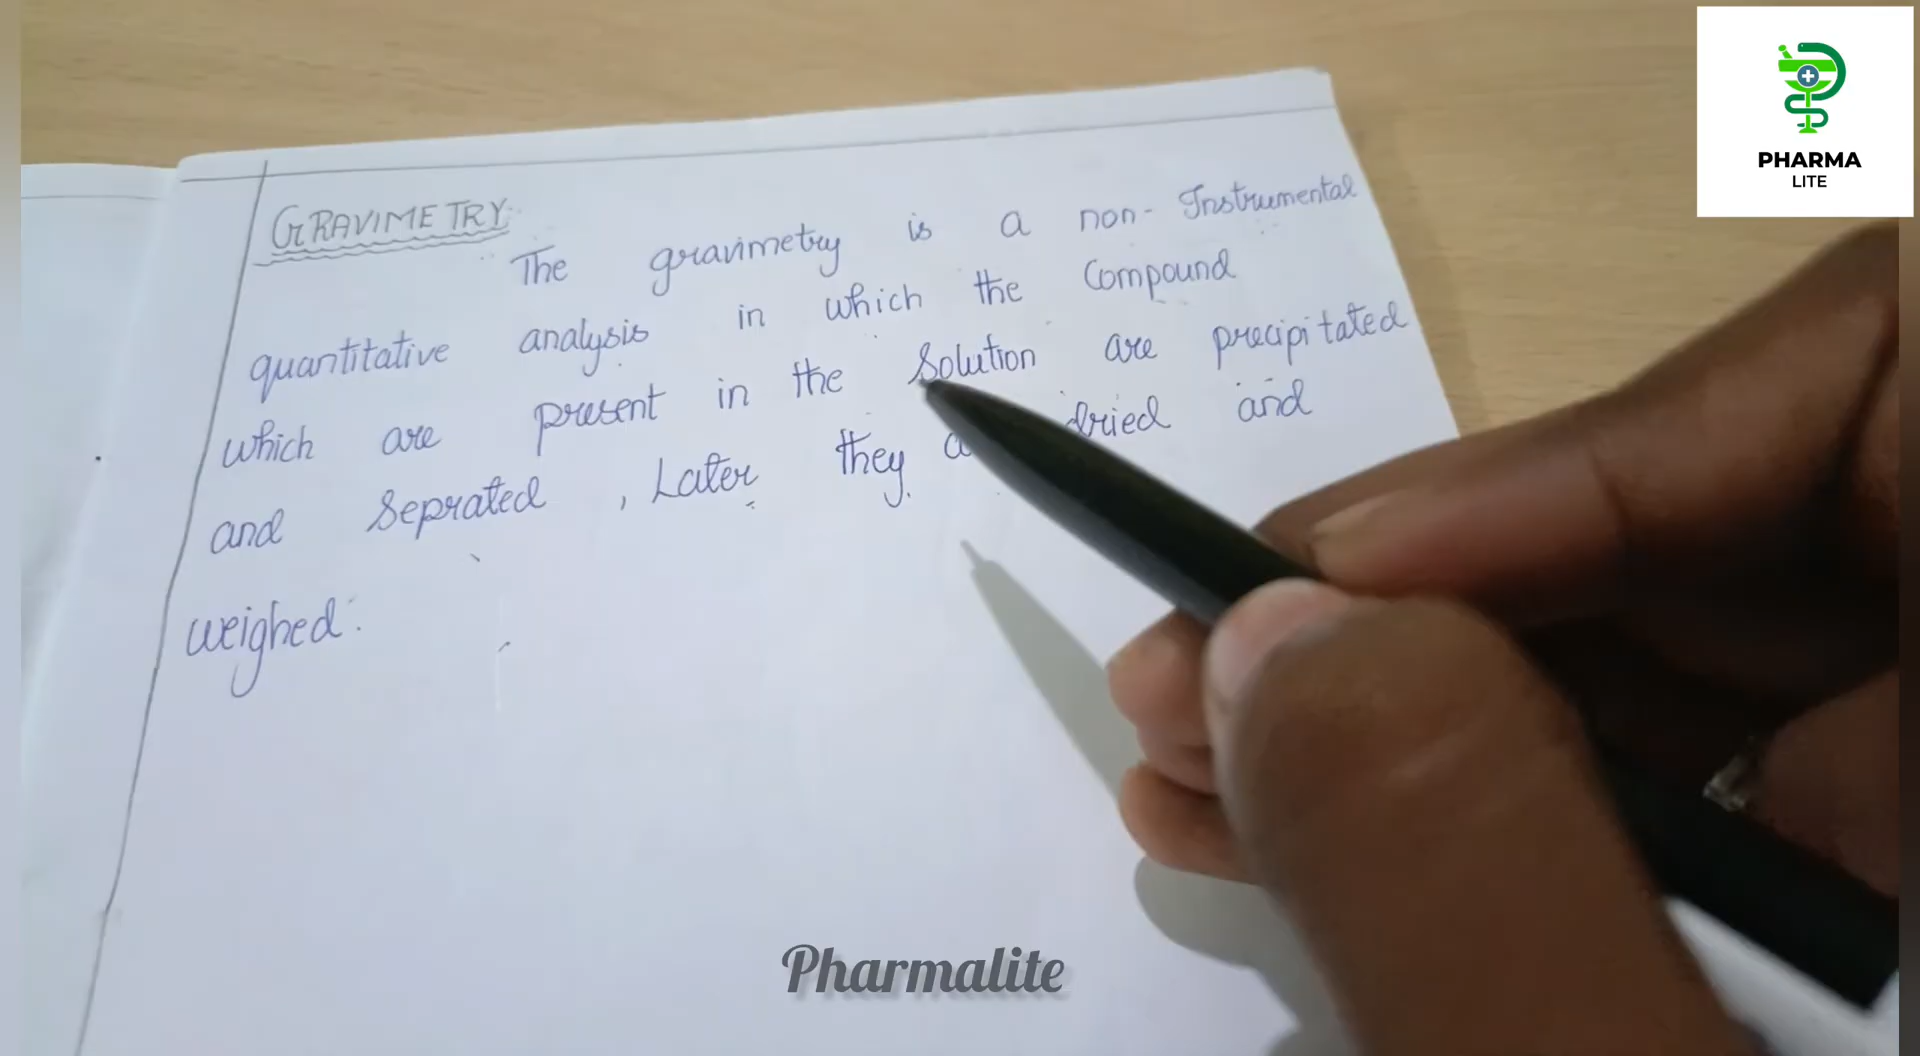 PHARMA
LITE
GRAVIMETRY
The gravimetry is a non-Instrumental
quantitative analysis in which the Compound
which are present in the Solution are precipitated
and Seprated, Later they dried and
weighed.
Pharmalite